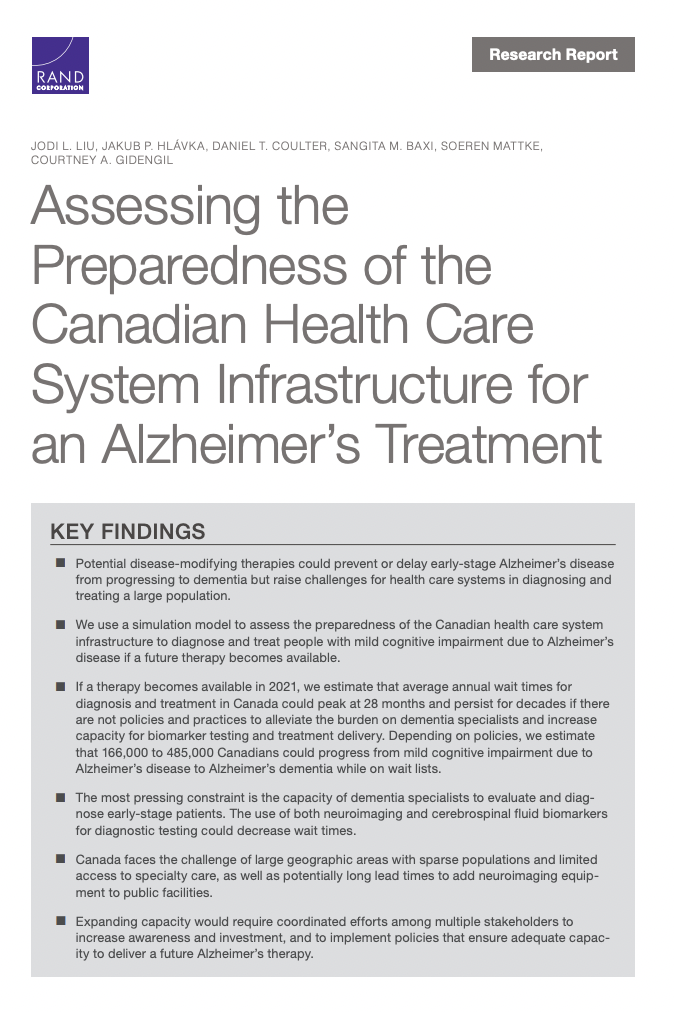 RAND
CORPORATION
Research Report
JODI L. LIU, JAKUB P. HLÁVKA, DANIEL T. COULTER, SANGITA M. BAXI, SOEREN MATTKE,
COURTNEY A. GIDENGIL
Assessing the
Preparedness of the
Canadian Health Care
System Infrastructure for
an Alzheimer’s Treatment
KEY FINDINGS
■ Potential disease-modifying therapies could prevent or delay early-stage Alzheimer’s disease
from progressing to dementia but raise challenges for health care systems in diagnosing and
treating a large population.
■ We use a simulation model to assess the preparedness of the Canadian health care system
infrastructure to diagnose and treat people with mild cognitive impairment due to Alzheimer’s
disease if a future therapy becomes available.
■ If a therapy becomes available in 2021, we estimate that average annual wait times for
diagnosis and treatment in Canada could peak at 28 months and persist for decades if there
are not policies and practices to alleviate the burden on dementia specialists and increase
capacity for biomarker testing and treatment delivery. Depending on policies, we estimate
that 166,000 to 485,000 Canadians could progress from mild cognitive impairment due to
Alzheimer’s disease to Alzheimer’s dementia while on wait lists.
■ The most pressing constraint is the capacity of dementia specialists to evaluate and diag-
nose early-stage patients. The use of both neuroimaging and cerebrospinal fluid biomarkers
for diagnostic testing could decrease wait times.
■ Canada faces the challenge of large geographic areas with sparse populations and limited
access to specialty care, as well as potentially long lead times to add neuroimaging equip-
ment to public facilities.
■ Expanding capacity would require coordinated efforts among multiple stakeholders to
increase awareness and investment, and to implement policies that ensure adequate capac-
ity to deliver a future Alzheimer’s therapy.